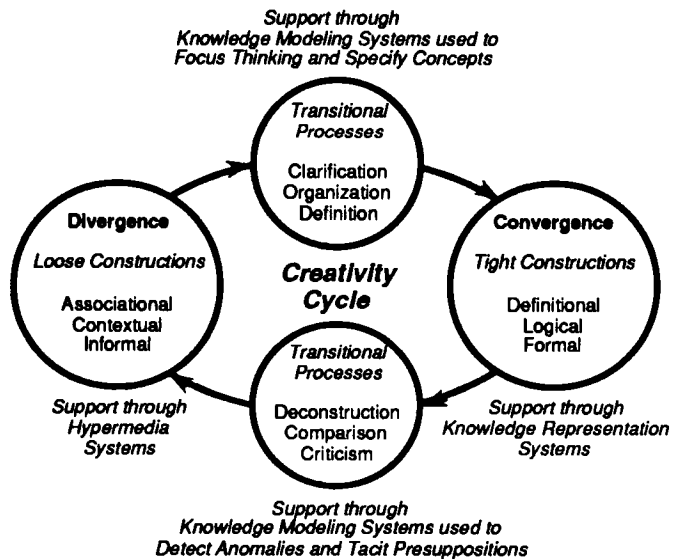 Support through
Knowledge Modeling Systems used to
Focus Thinking and Specify Concepts
Transitional
Processes
Clarification
Organization
Definition
Divergence
Loose Constructions
Associational
Contextual
Informal
Support through
Hypermedia
Systems
Creativity
Cycle
Convergence
Tight Constructions
Definitional
Logical
Formal
Support through
Knowledge Representation
Systems
Transitional
Processes
Deconstruction
Comparison
Criticism
Support through
Knowledge Modeling Systems used to
Detect Anomalies and Tacit Presuppositions